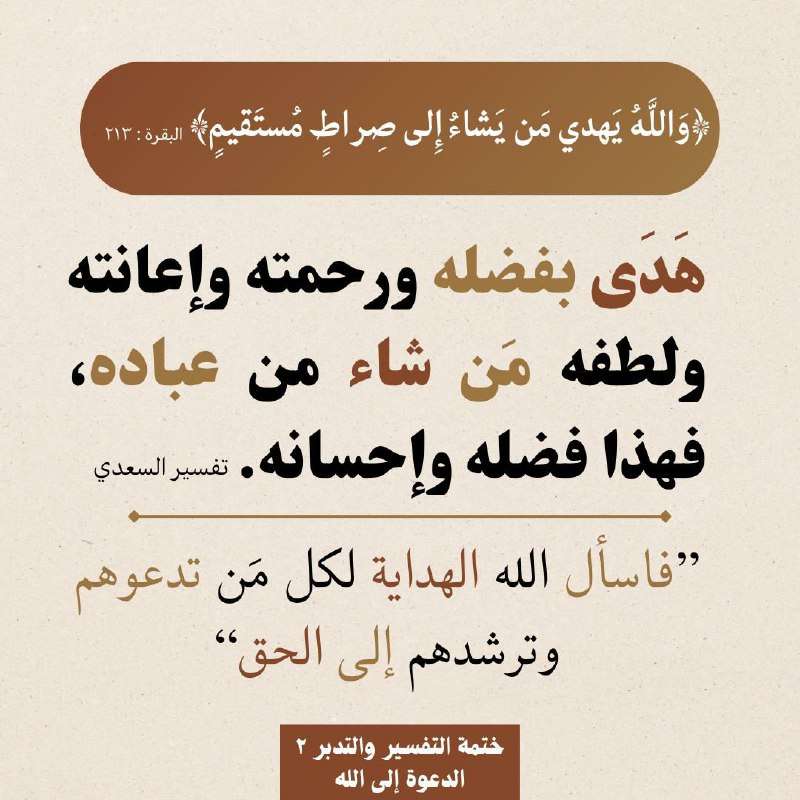 ﴿وَاللَّهُ يَهدي مَن يَشاءُ إِلى صِراطٍ مُستَقيمٍ﴾ البقرة : ٢١٣
هَدَى بفضله ورحمته وإعانته
ولطفه مَن شاء من عباده،
فهذا فضله وإحسانه. تفسير السعدي
”فاسأل الله الهداية لكل مَن تدعوهم
وترشدهم إلى الحق“
ختمة التفسير والتدبر ٢
الدعوة إلى الله